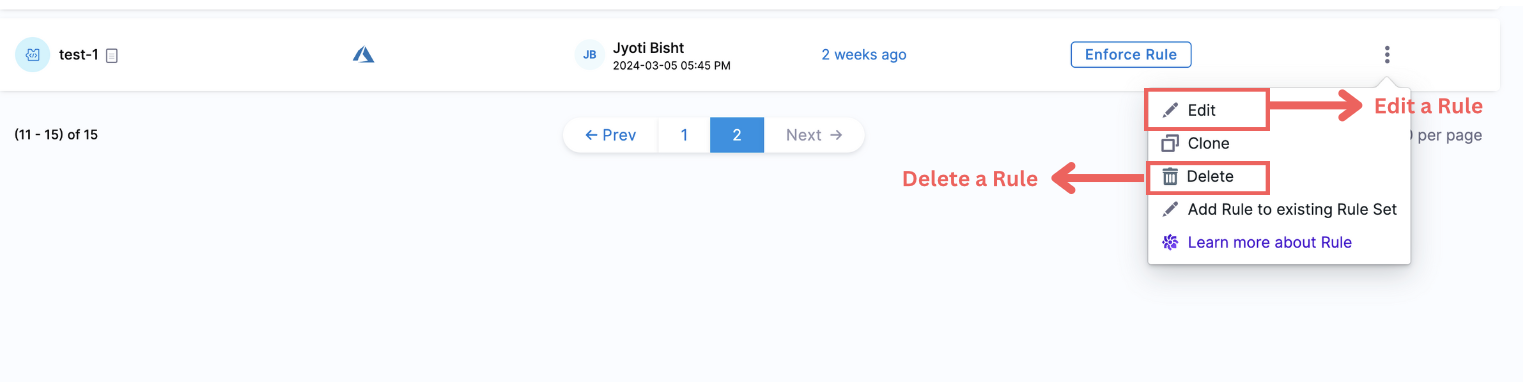 test-1
JB
Jyoti Bisht
2024-03-05 05:45 PM
2 weeks ago
Enforce Rule
Edit
Edit a Rule
(11 - 15) of 15
← Prev 1 2 Next →
per page
Clone
Delete a Rule
Delete
Add Rule to existing Rule Set
Learn more about Rule